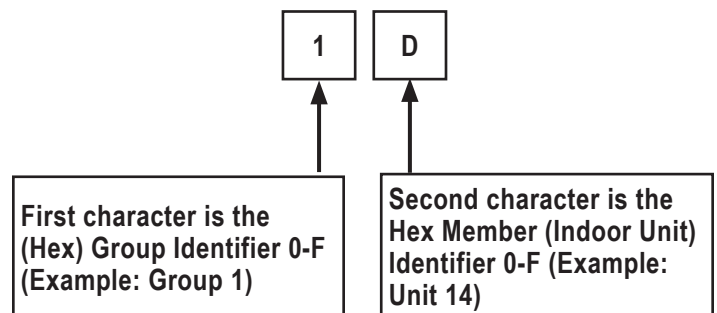 1 D
First character is the
(Hex) Group Identifier 0-F
(Example: Group 1)
Second character is the
Hex Member (Indoor Unit)
Identifier 0-F (Example:
Unit 14)